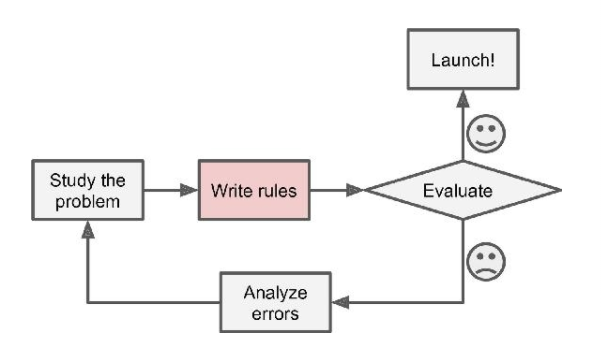 Launch!
Study the
problem
Write rules
Evaluate
Analyze
errors